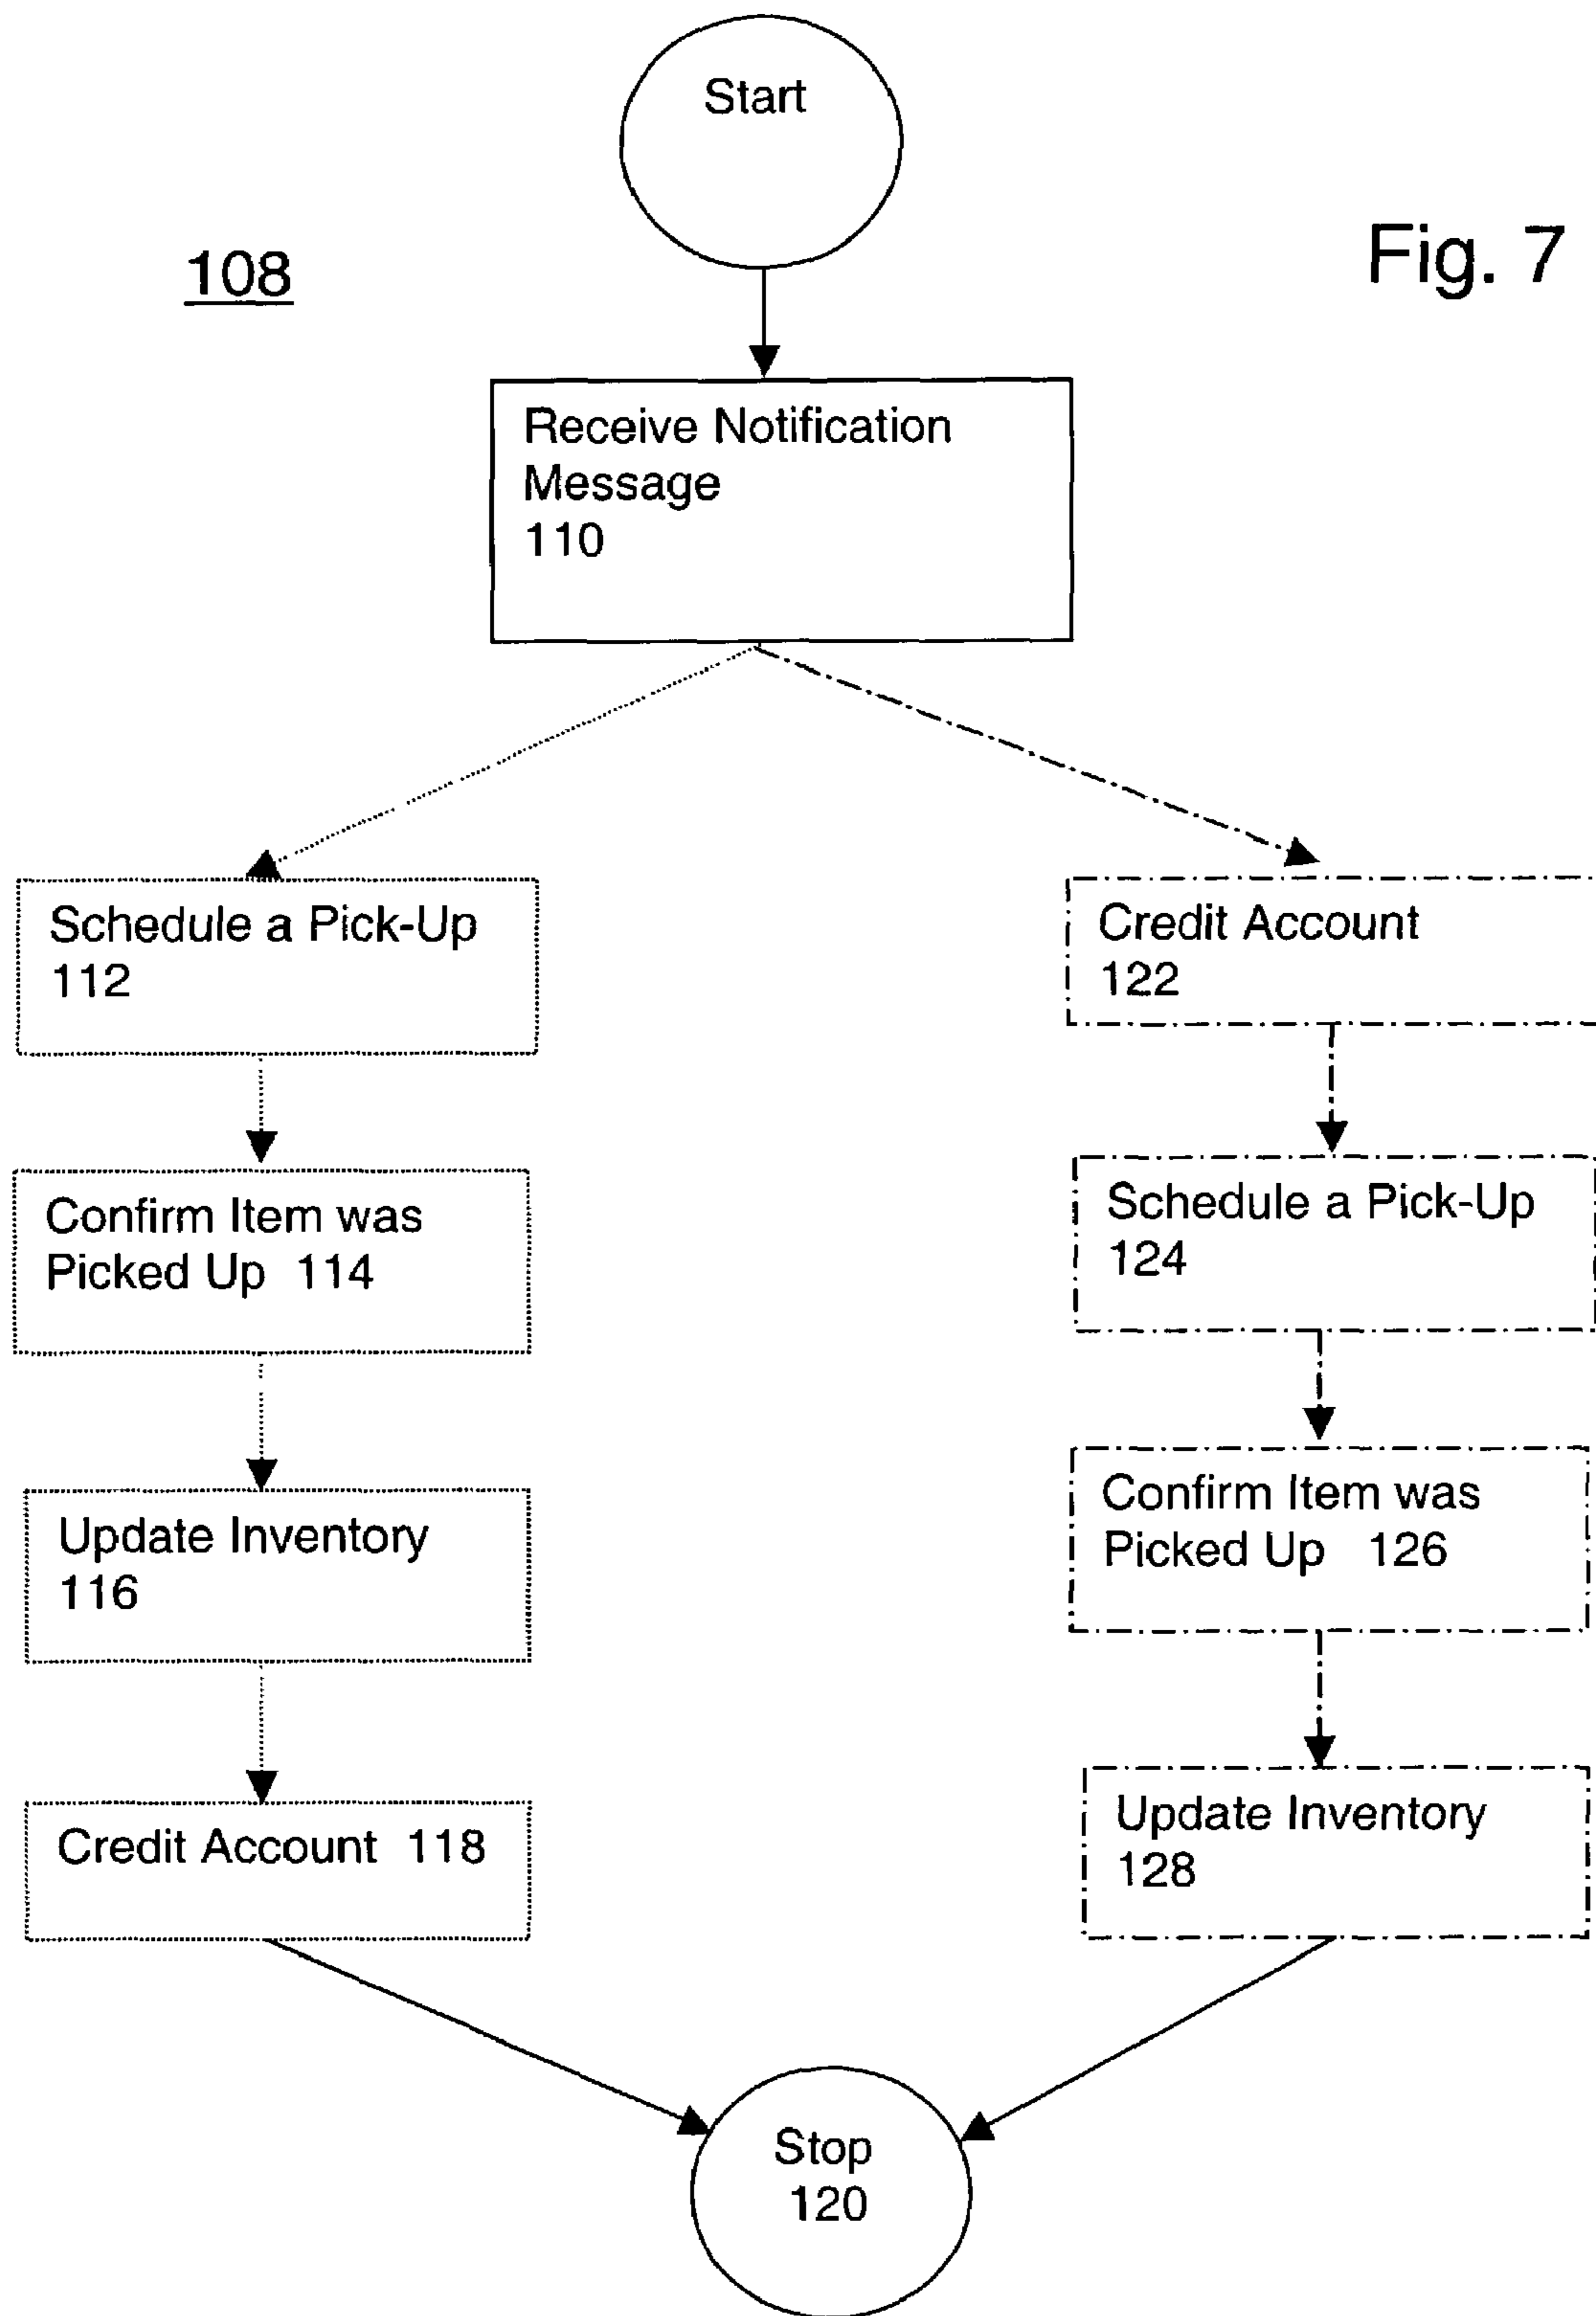 Start
108
Fig. 7
Receive Notification
Message
110
Schedule a Pick-Up
112
Confirm Item was
Picked Up 114
Update Inventory
116
Credit Account 118
Credit Account
122
Schedule a Pick-Up
124
Confirm Item was
Picked Up 126
Update Inventory
128
Stop
120